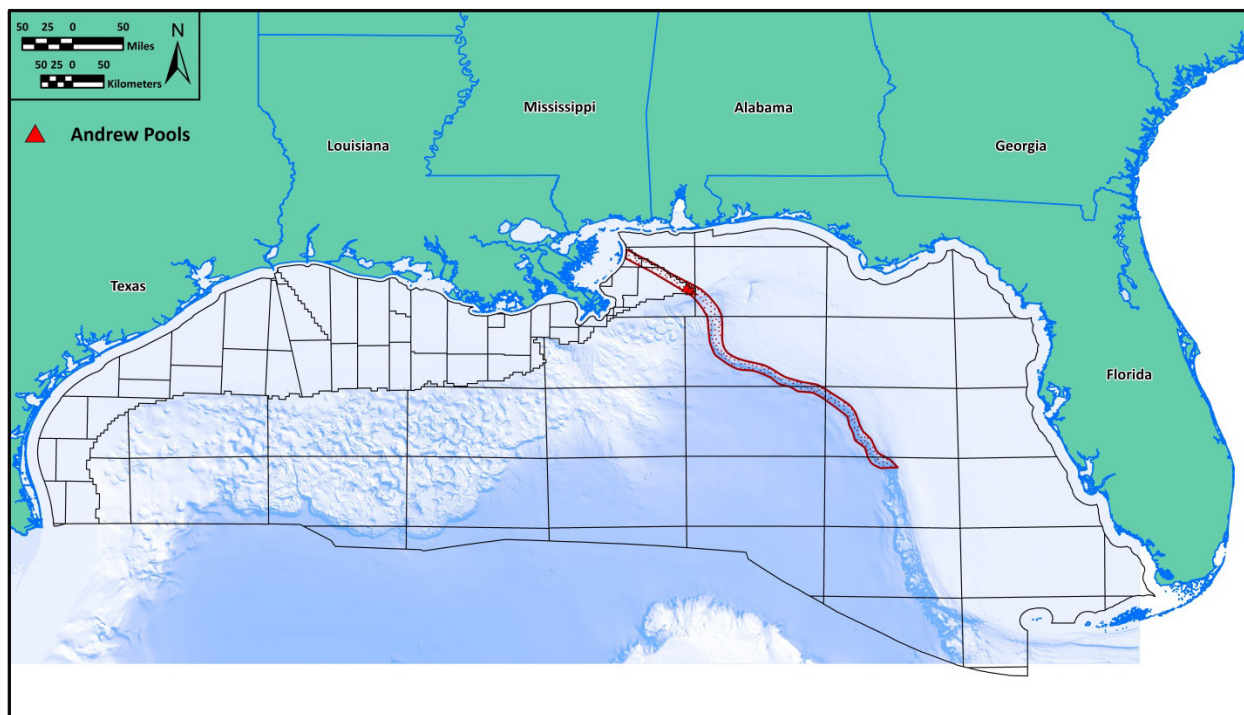 50 25 0 50
Miles
N
50 25 0 50
Kilometers
Andrew Pools
Mississippi
Alabama
Louisiana
Georgia
Texas
Florida